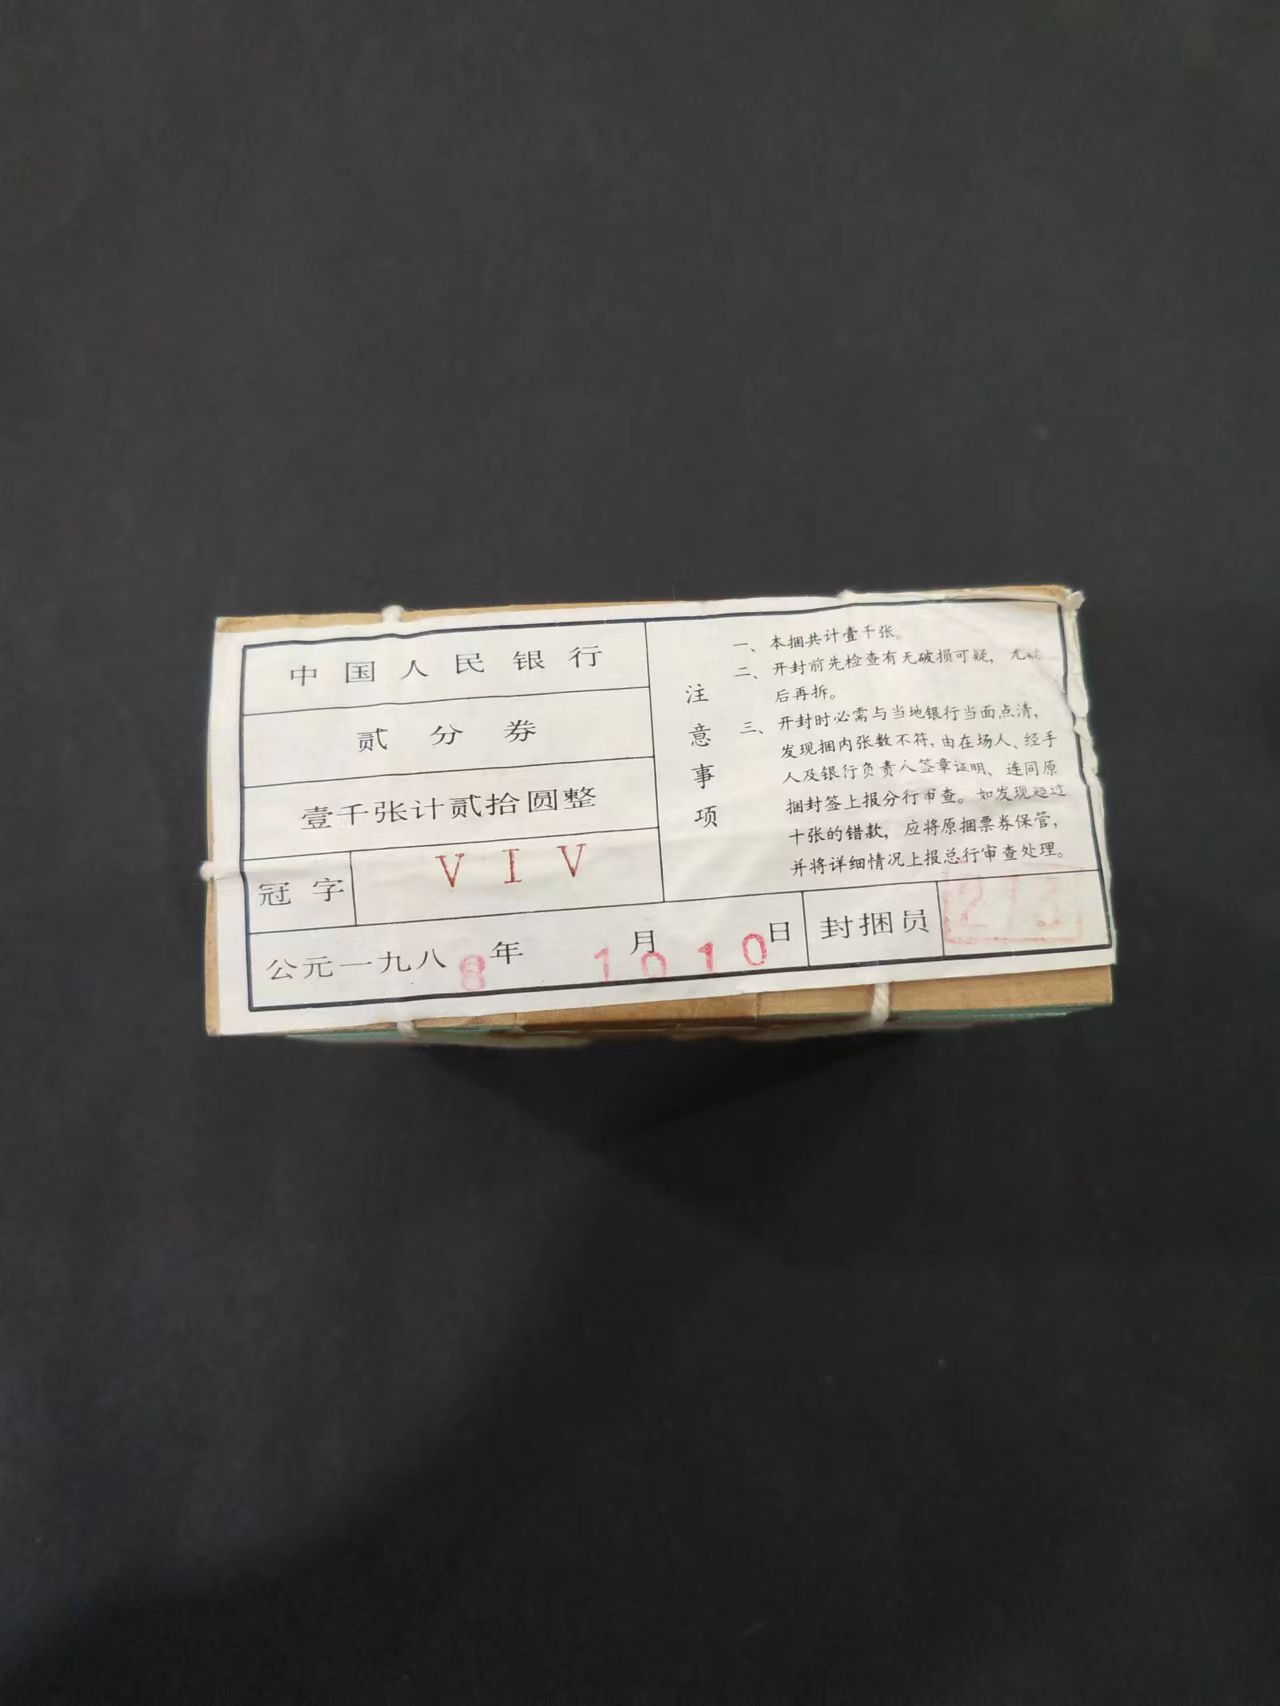 中国人民银行
贰分券
壹千张计贰拾圆整
冠字 VIV
公元一九八8年10月10日
封捆员
注意事项
一、本捆共计壹千张。
二、开封前先检查有无破损可疑，无
后再拆。
三、开封时必需与当地银行当面点清，
发现捆内张数不符，由在场人、经手
人及银行负责人签章证明、连同原
捆封签上报分行审查。如发现超过
十张的错款，应将原捆票券保管，
并将详细情况上报总行审查处理。